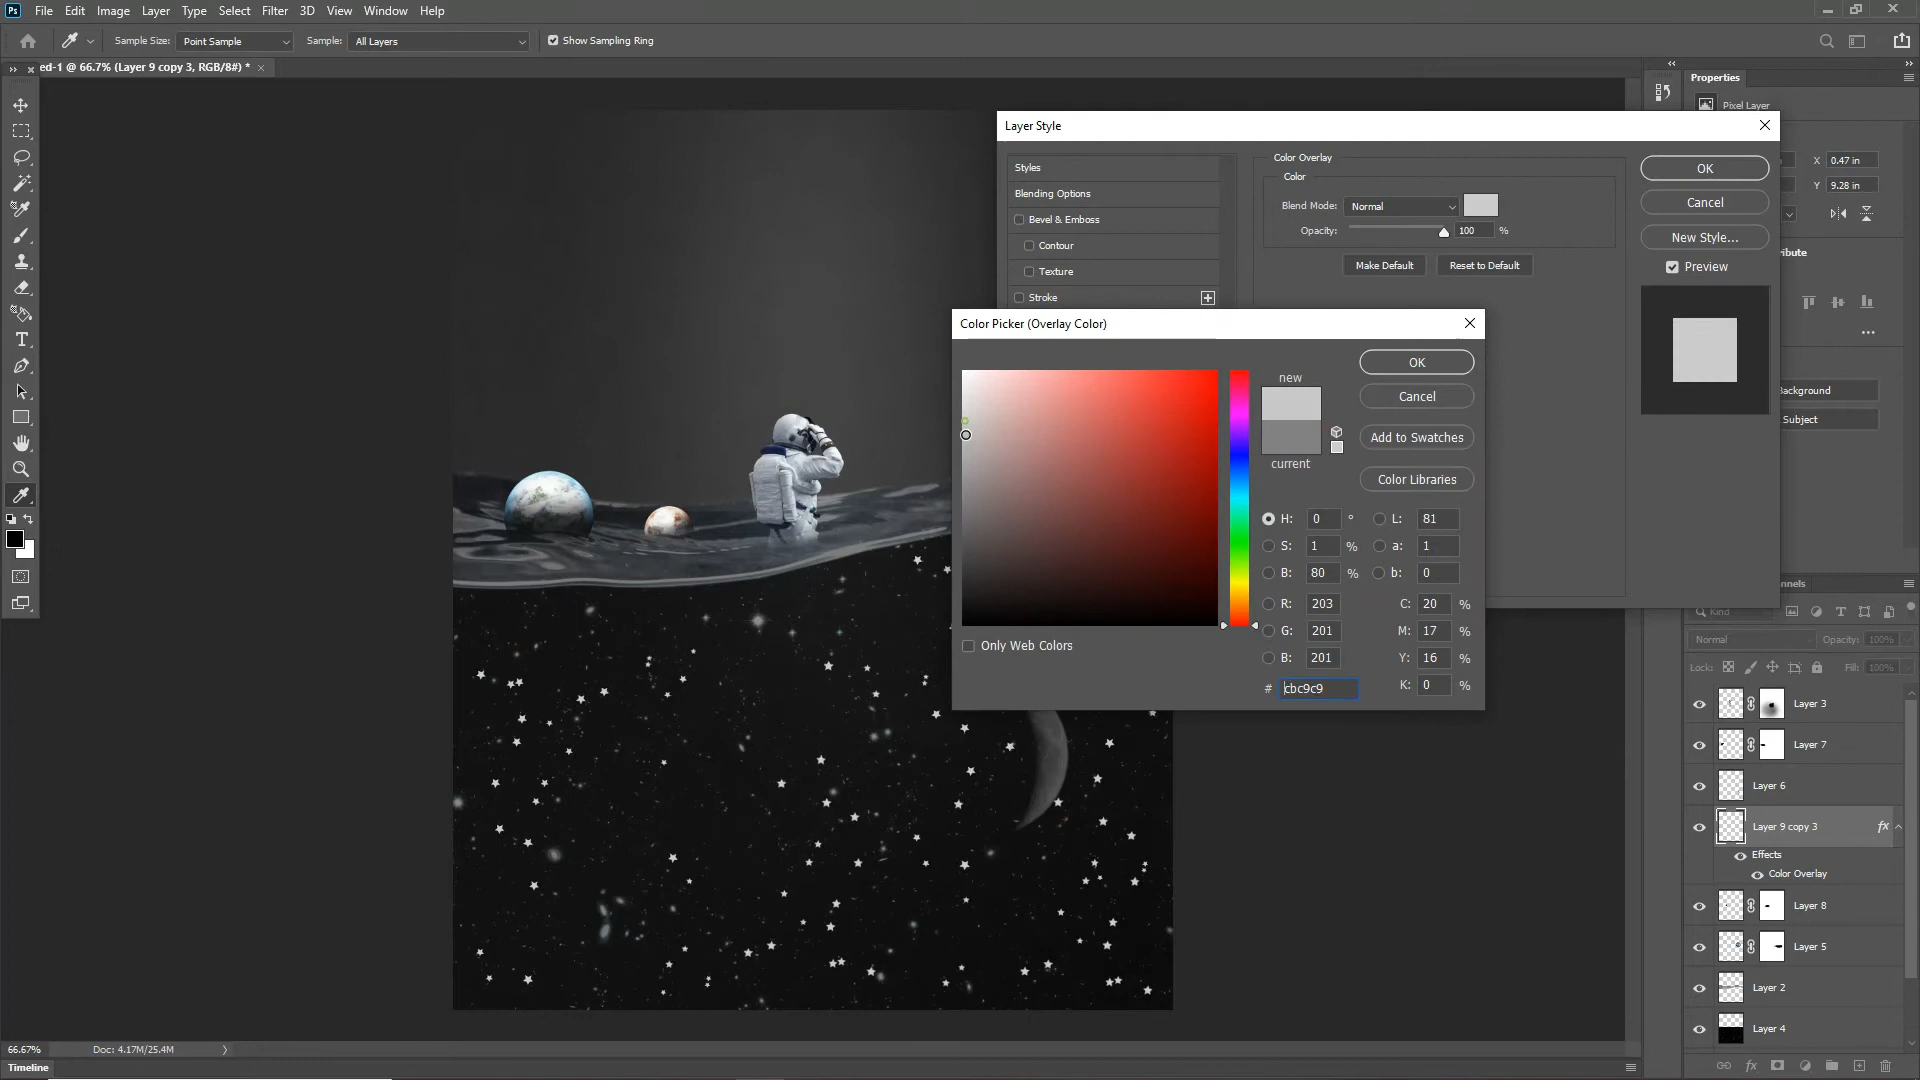 Ps File Edit Image Layer Type Select Filter 3D View Window Help
Sample Size: Point Sample Sample: All Layers Show Sampling Ring
ed-1 @ 66.7% (Layer 9 copy 3, RGB/8#) *
Properties
Pixel Layer
X 0.47 in
Y 9.28 in
ibute
Background
Subject
Layer Style
Styles
Blending Options
Bevel & Emboss
Contour
Texture
Stroke
Color Overlay
Color
Blend Mode: Normal
Opacity: 100 %
Make Default Reset to Default
OK
Cancel
New Style...
Preview
Color Picker (Overlay Color)
new
current
OK
Cancel
Add to Swatches
Color Libraries
H: 0 ° L: 81
S: 1 % a: 1
B: 80 % b: 0
R: 203 C: 20 %
G: 201 M: 17 %
B: 201 Y: 16 %
# cbc9c9 K: 0 %
Only Web Colors
nnels
Kind
Normal Opacity: 100%
Lock: Fill: 100%
Layer 3
Layer 7
Layer 6
Layer 9 copy 3 fx
Effects
Color Overlay
Layer 8
Layer 5
Layer 2
Layer 4
fx
66.67% Doc: 4.17M/25.4M
Timeline